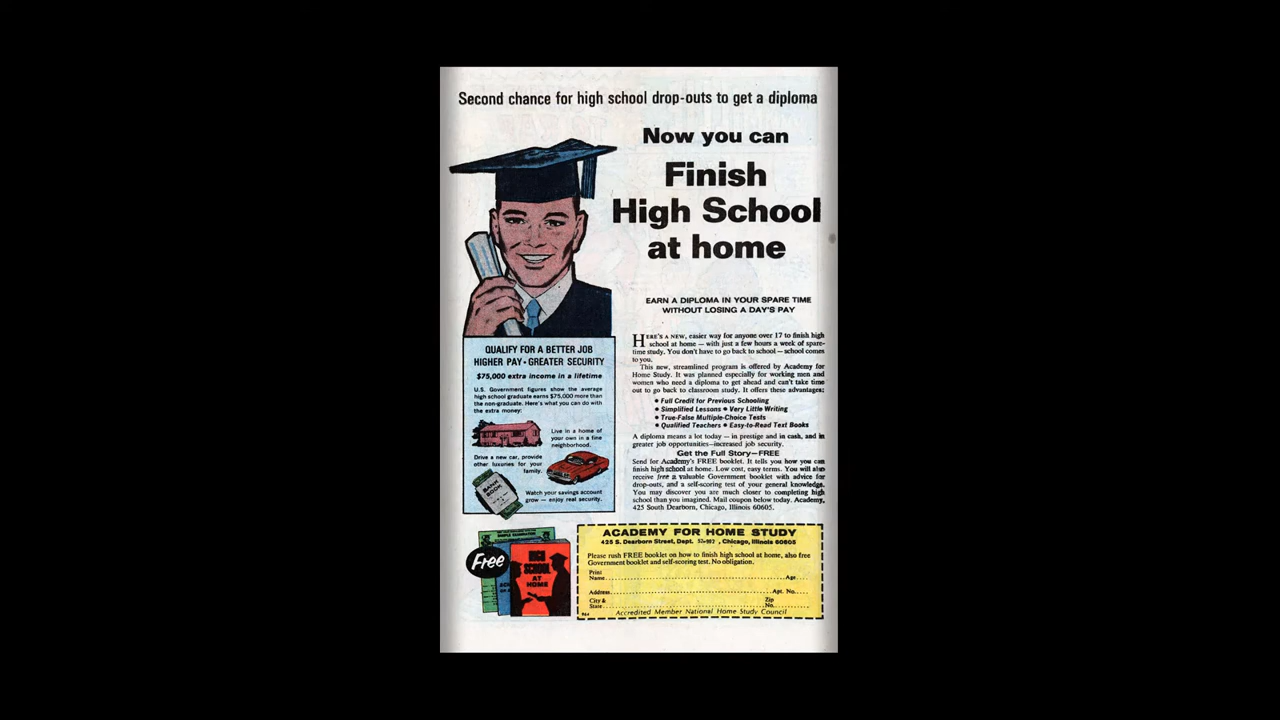 Second chance for high school drop-outs to get a diploma
Now you can
Finish
High School
at home
EARN A DIPLOMA IN YOUR SPARE TIME
WITHOUT LOSING A DAY'S PAY
HERE'S A NEW, easier way for anyone over 17 to finish high
school at home — with just a few hours a week of spare-
time study. You don't have to go back to school — school comes
to you.
This new, streamlined program is offered by Academy for
Home Study. It was planned especially for working men and
women who need a diploma to get ahead and can't take time
out to go back to classroom study. It offers these advantages:
• Full Credit for Previous Schooling
• Simplified Lessons • Very Little Writing
• True-False Multiple-Choice Tests
• Qualified Teachers • Easy-to-Read Text Books
A diploma means a lot today — in prestige and in cash, and in
greater job opportunities—increased job security.
Get the Full Story—FREE
Send for Academy's FREE booklet. It tells you how you can
finish high school at home. Low cost, easy terms. You will also
receive free a valuable Government booklet with advice for
drop-outs, and a self-scoring test of your general knowledge.
You may discover you are much closer to completing high
school than you imagined. Mail coupon below today. Academy,
425 South Dearborn, Chicago, Illinois 60605.
QUALIFY FOR A BETTER JOB
HIGHER PAY • GREATER SECURITY
$75,000 extra income in a lifetime
U.S. Government figures show the average
high school graduate earns $75,000 more than
the non-graduate. Here's what you can do with
the extra money:
Live in a home of
your own in a fine
neighborhood.
Drive a new car, provide
other luxuries for your
family.
BANK BOOK
Watch your savings account
grow — enjoy real security.
Free
HIGH
SCHOOL
AT
HOME
ACADEMY FOR HOME STUDY
425 S. Dearborn Street, Dept. , Chicago, Illinois 60605
Please rush FREE booklet on how to finish high school at home, also free
Government booklet and self-scoring test. No obligation.
Print
Name Age
Address Apt. No.
City & Zip
State No.
Accredited Member National Home Study Council